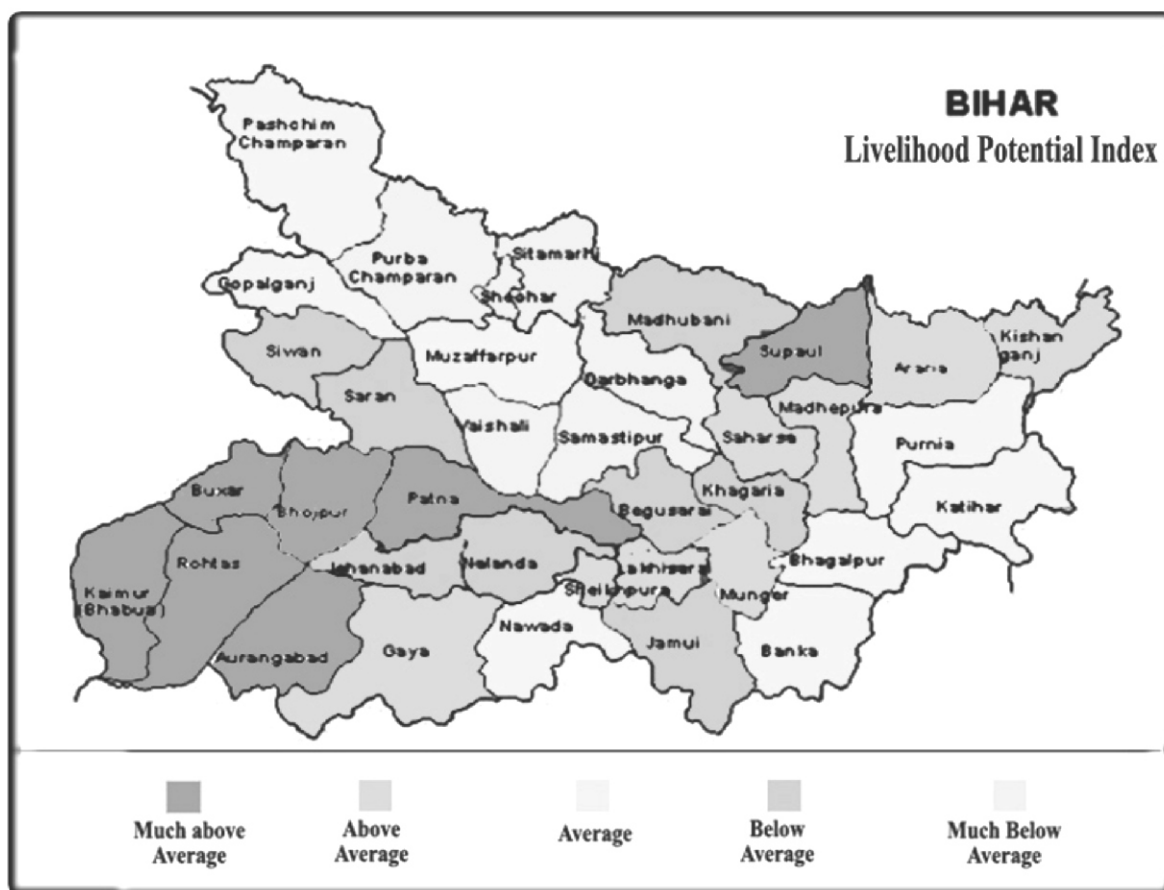 BIHAR
Livelihood Potential Index
Pashchim
Champaran
Purba
Champaran
Sitamarhi
Sheohar
Gopalganj
Madhubani
Siwan
Muzaffarpur
Darbhanga
Supaul
Araria
Kishan
ganj
Saran
Vaishali
Samastipur
Saharsa
Madhepura
Purnia
Buxar
Bhojpur
Patna
Begusarai
Khagaria
Katihar
Rohtas
Jehanabad
Nalanda
Sheikhpura
Lakhisarai
Munger
Bhagalpur
Kaimur
(Bhabua)
Aurangabad
Gaya
Nawada
Jamui
Banka
Much above
Average
Above
Average
Average
Below
Average
Much Below
Average